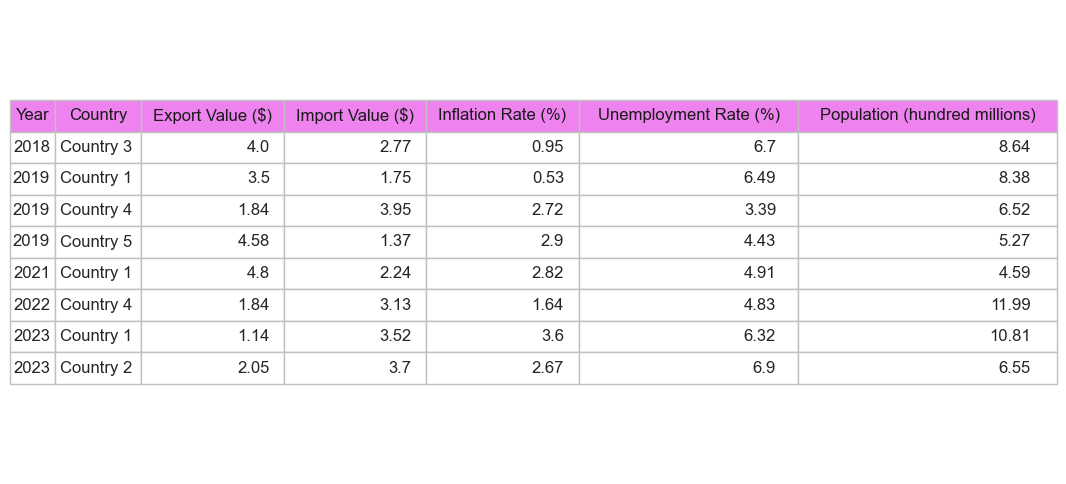 Year Country Export Value ($) Import Value ($) Inflation Rate (%) Unemployment Rate (%) Population (hundred millions)
2018 Country 3 4.0 2.77 0.95 6.7 8.64
2019 Country 1 3.5 1.75 0.53 6.49 8.38
2019 Country 4 1.84 3.95 2.72 3.39 6.52
2019 Country 5 4.58 1.37 2.9 4.43 5.27
2021 Country 1 4.8 2.24 2.82 4.91 4.59
2022 Country 4 1.84 3.13 1.64 4.83 11.99
2023 Country 1 1.14 3.52 3.6 6.32 10.81
2023 Country 2 2.05 3.7 2.67 6.9 6.55